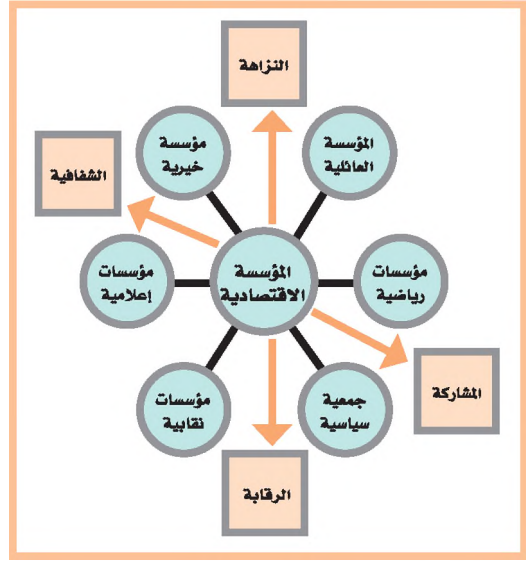 النزاهة
المؤسسة
العائلية
مؤسسة
خيرية
الشفافية
مؤسسات
رياضية
المؤسسة
الاقتصادية
مؤسسات
إعلامية
المشاركة
جمعية
سياسية
مؤسسات
نقابية
الرقابة